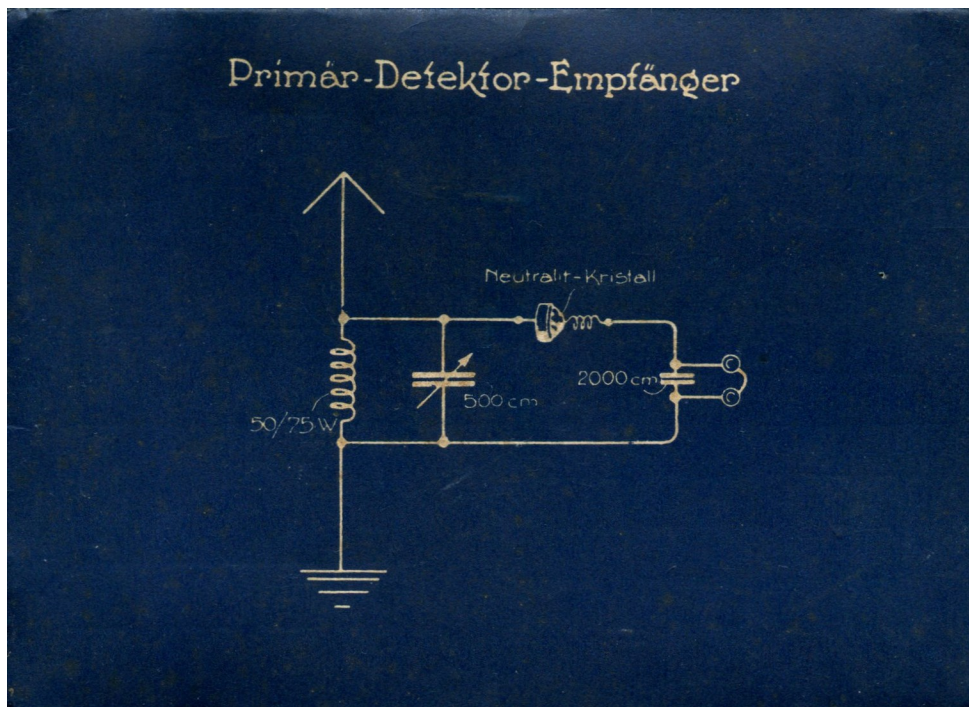 Primär-Detektor-Empfänger
Neutralit-Kristall
2000 cm
500 cm
50/75 W